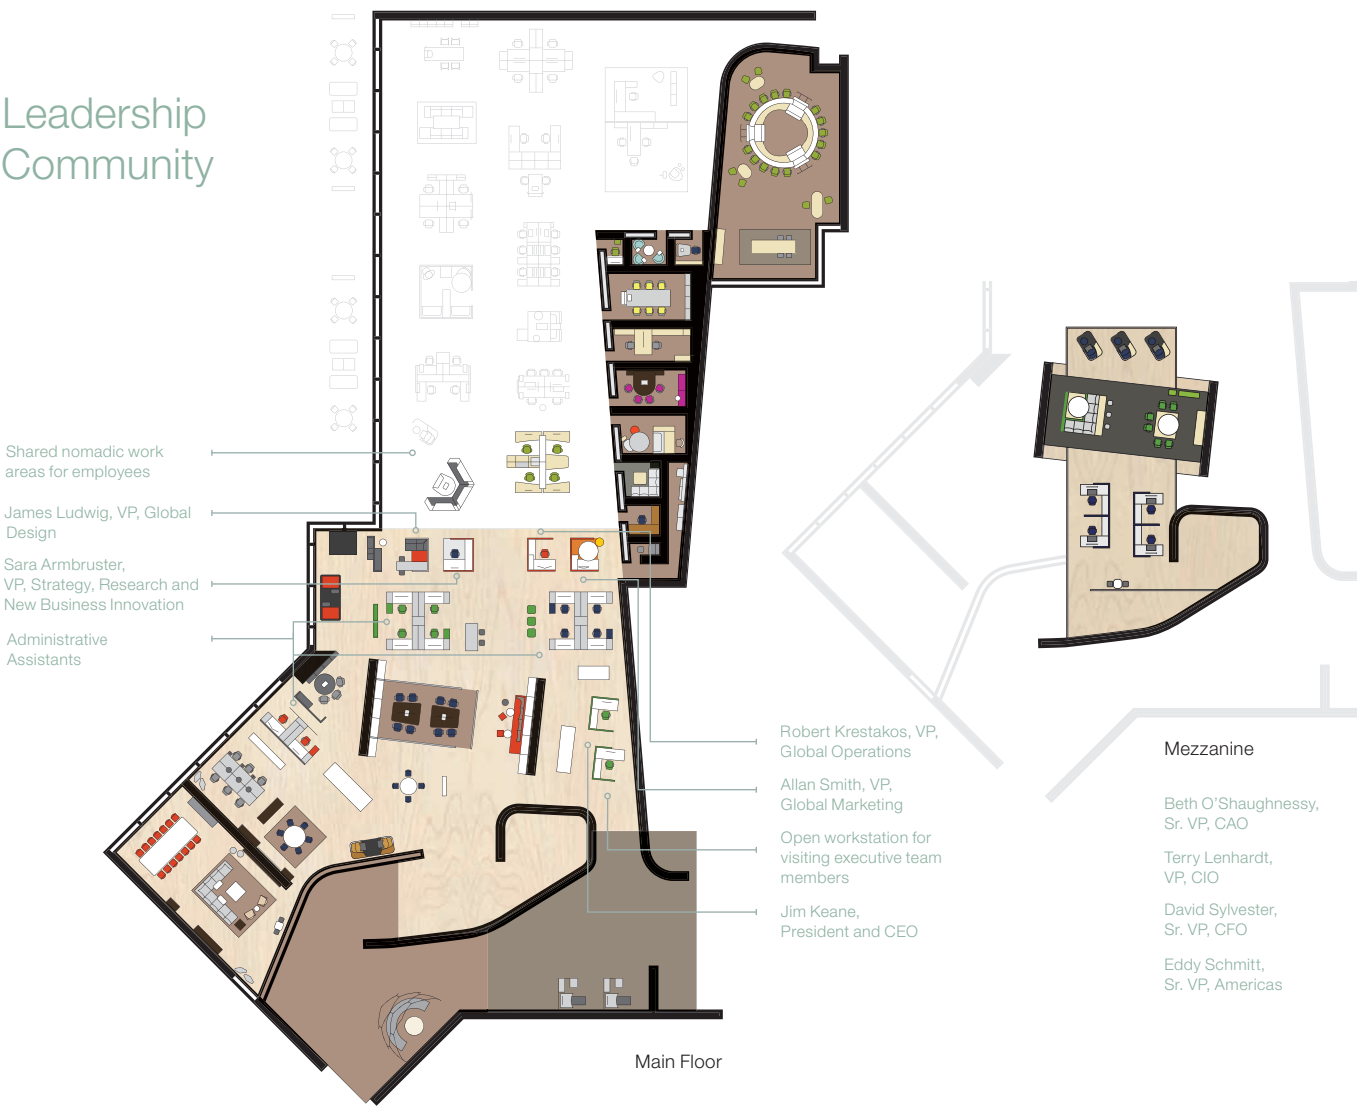 Leadership
Community
Shared nomadic work
areas for employees
James Ludwig, VP, Global
Design
Sara Armbruster,
VP, Strategy, Research and
New Business Innovation
Administrative
Assistants
Robert Krestakos, VP,
Global Operations
Allan Smith, VP,
Global Marketing
Open workstation for
visiting executive team
members
Jim Keane,
President and CEO
Main Floor
Mezzanine
Beth O'Shaughnessy,
Sr. VP, CAO
Terry Lenhardt,
VP, CIO
David Sylvester,
Sr. VP, CFO
Eddy Schmitt,
Sr. VP, Americas